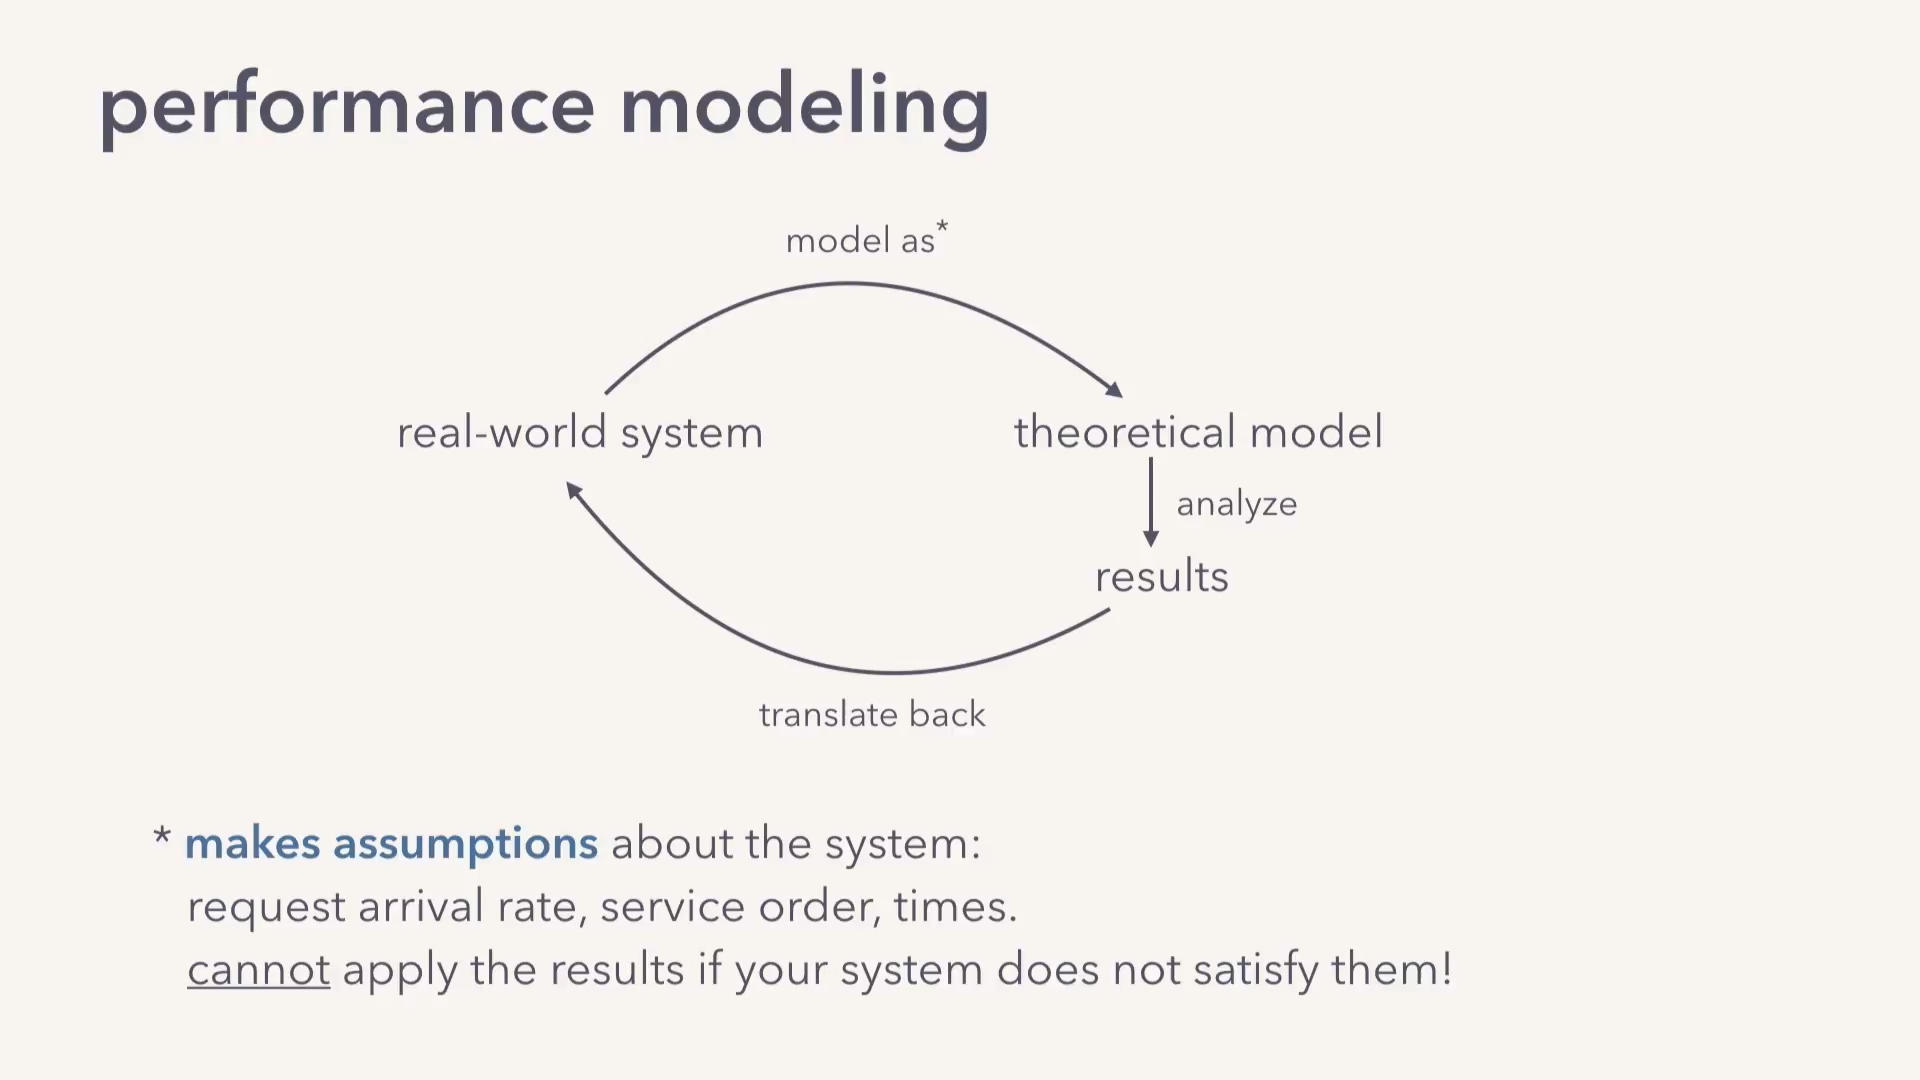 performance modeling
model as*
real-world system
theoretical model
analyze
results
translate back
* makes assumptions about the system:
request arrival rate, service order, times.
cannot apply the results if your system does not satisfy them!